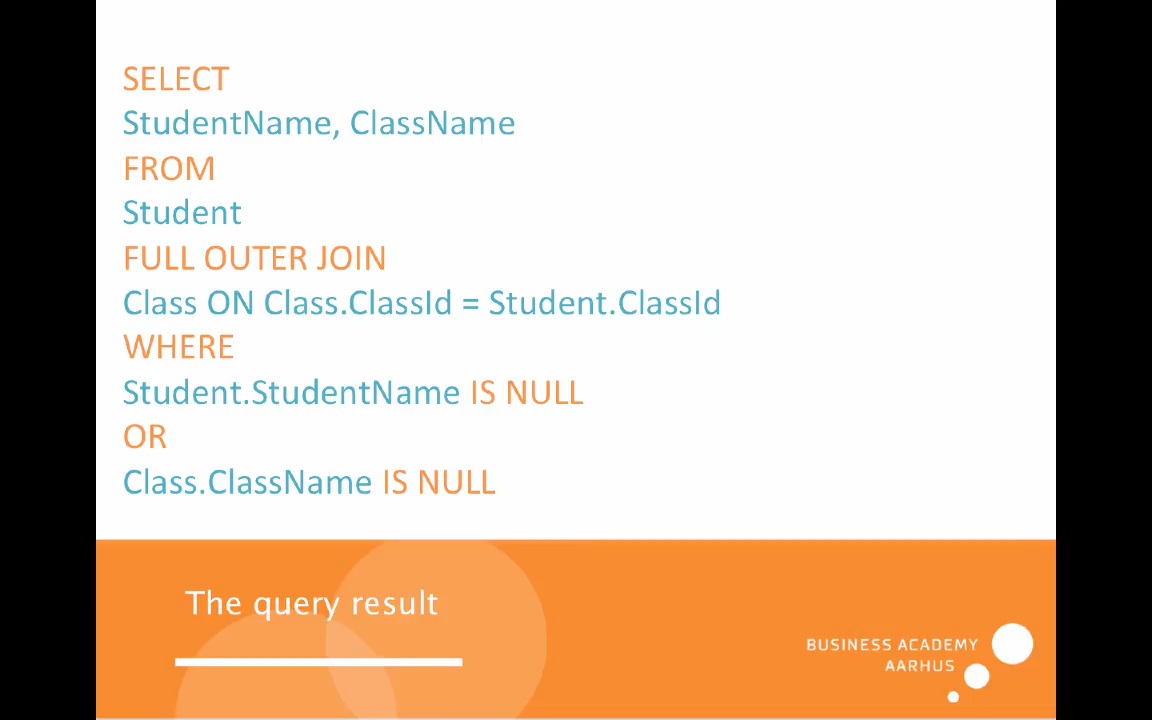 SELECT
StudentName, ClassName
FROM
Student
FULL OUTER JOIN
Class ON Class.ClassId = Student.ClassId
WHERE
Student.StudentName IS NULL
OR
Class.ClassName IS NULL
The query result
BUSINESS ACADEMY
AARHUS